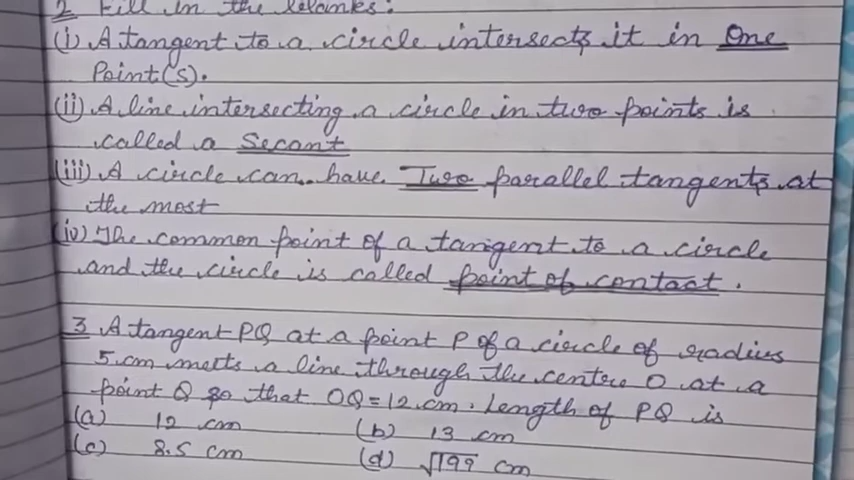 2 Fill in the blanks:
(i) A tangent to a circle intersects it in One
Point(s).
(ii) A line intersecting a circle in two points is
called a Secant
(iii) A circle can have Two parallel tangents at
the most
(iv) The common point of a tangent to a circle
and the circle is called point of contact.
3 A tangent PQ at a point P of a circle of radius
5 cm meets a line through the centre O at a
point Q so that OQ=12 cm. Length of PQ is
(a) 12 cm (b) 13 cm
(c) 8.5 cm (d) √199 cm